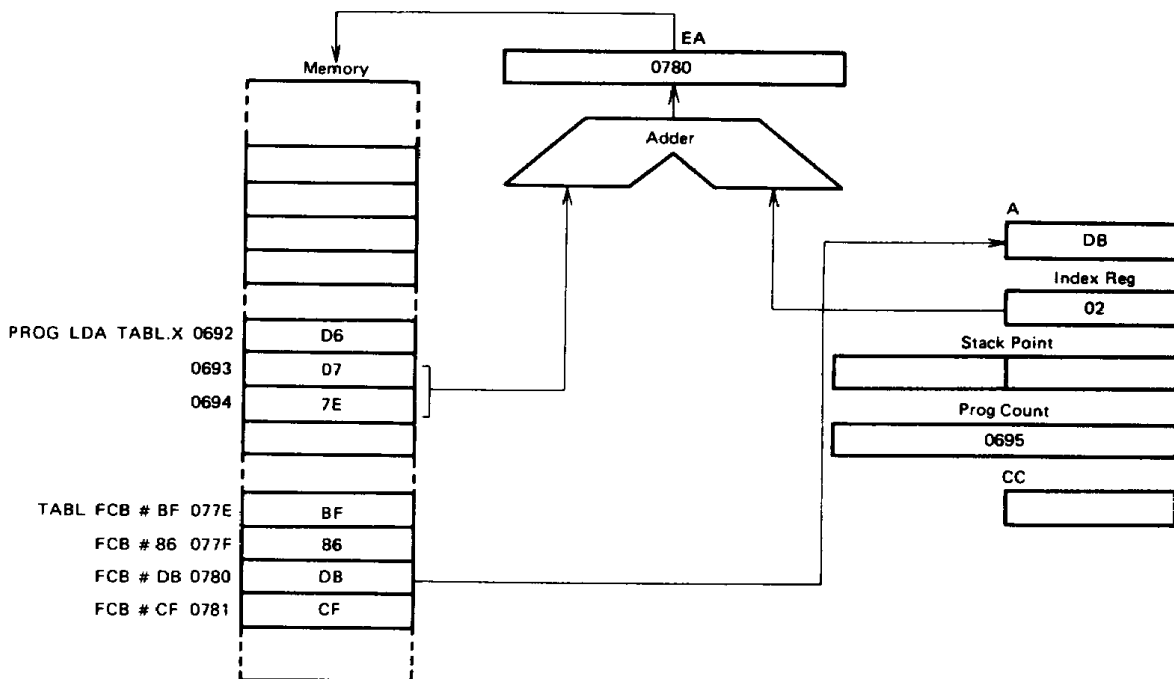 EA
0780
Memory
Adder
A
DB
Index Reg
02
PROG LDA TABL.X 0692 D6
0693 07
0694 7E
Stack Point
Prog Count
0695
CC
TABL FCB # BF 077E BF
FCB # 86 077F 86
FCB # DB 0780 DB
FCB # CF 0781 CF